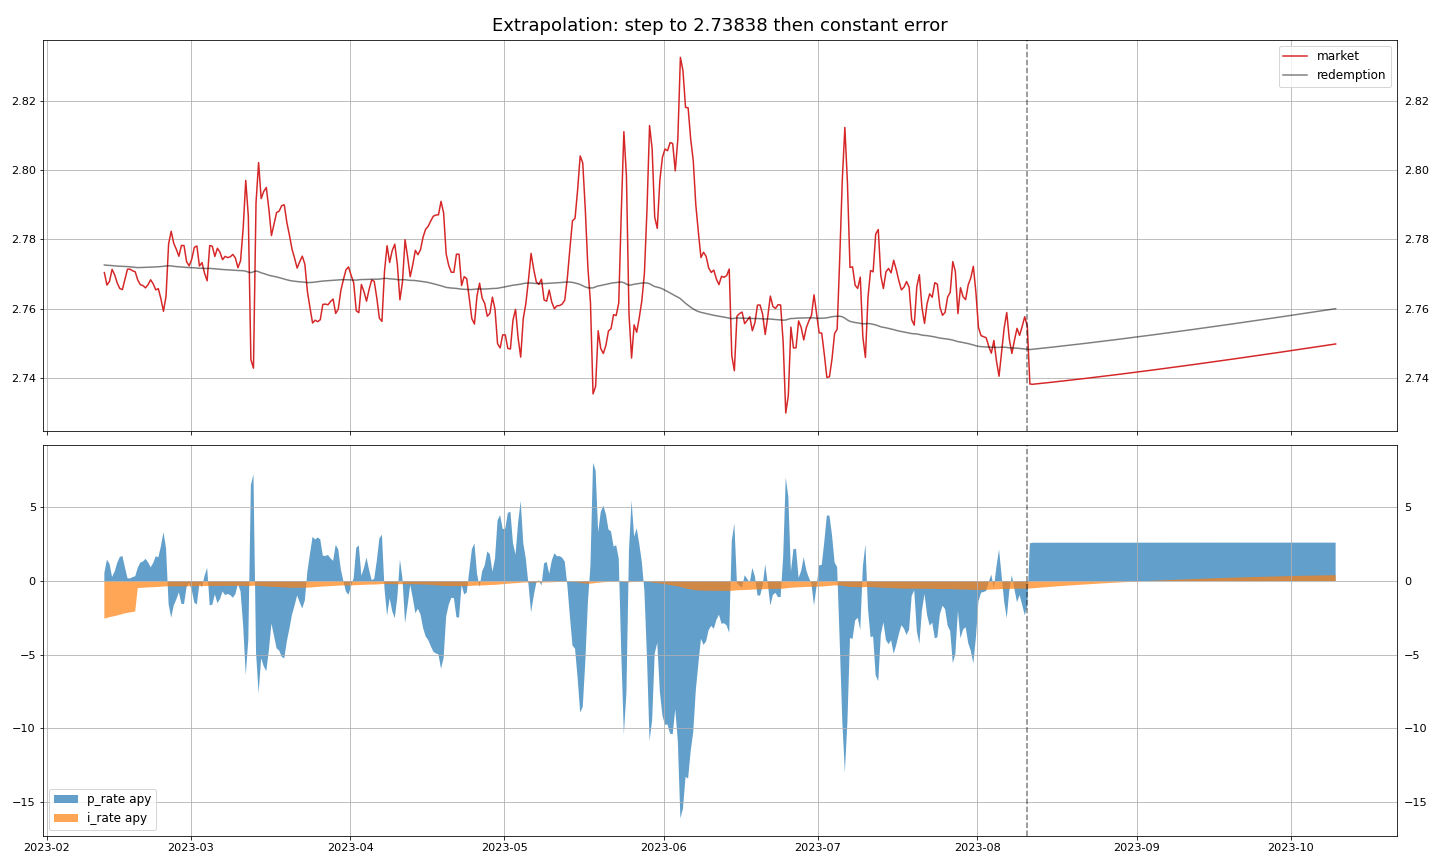 Extrapolation: step to 2.73838 then constant error
market
redemption
2.82 2.82
2.80 2.80
2.78 2.78
2.76 2.76
2.74 2.74
5 5
0 0
−5 −5
−10 −10
−15 −15
p_rate apy
i_rate apy
2023-02 2023-03 2023-04 2023-05 2023-06 2023-07 2023-08 2023-09 2023-10